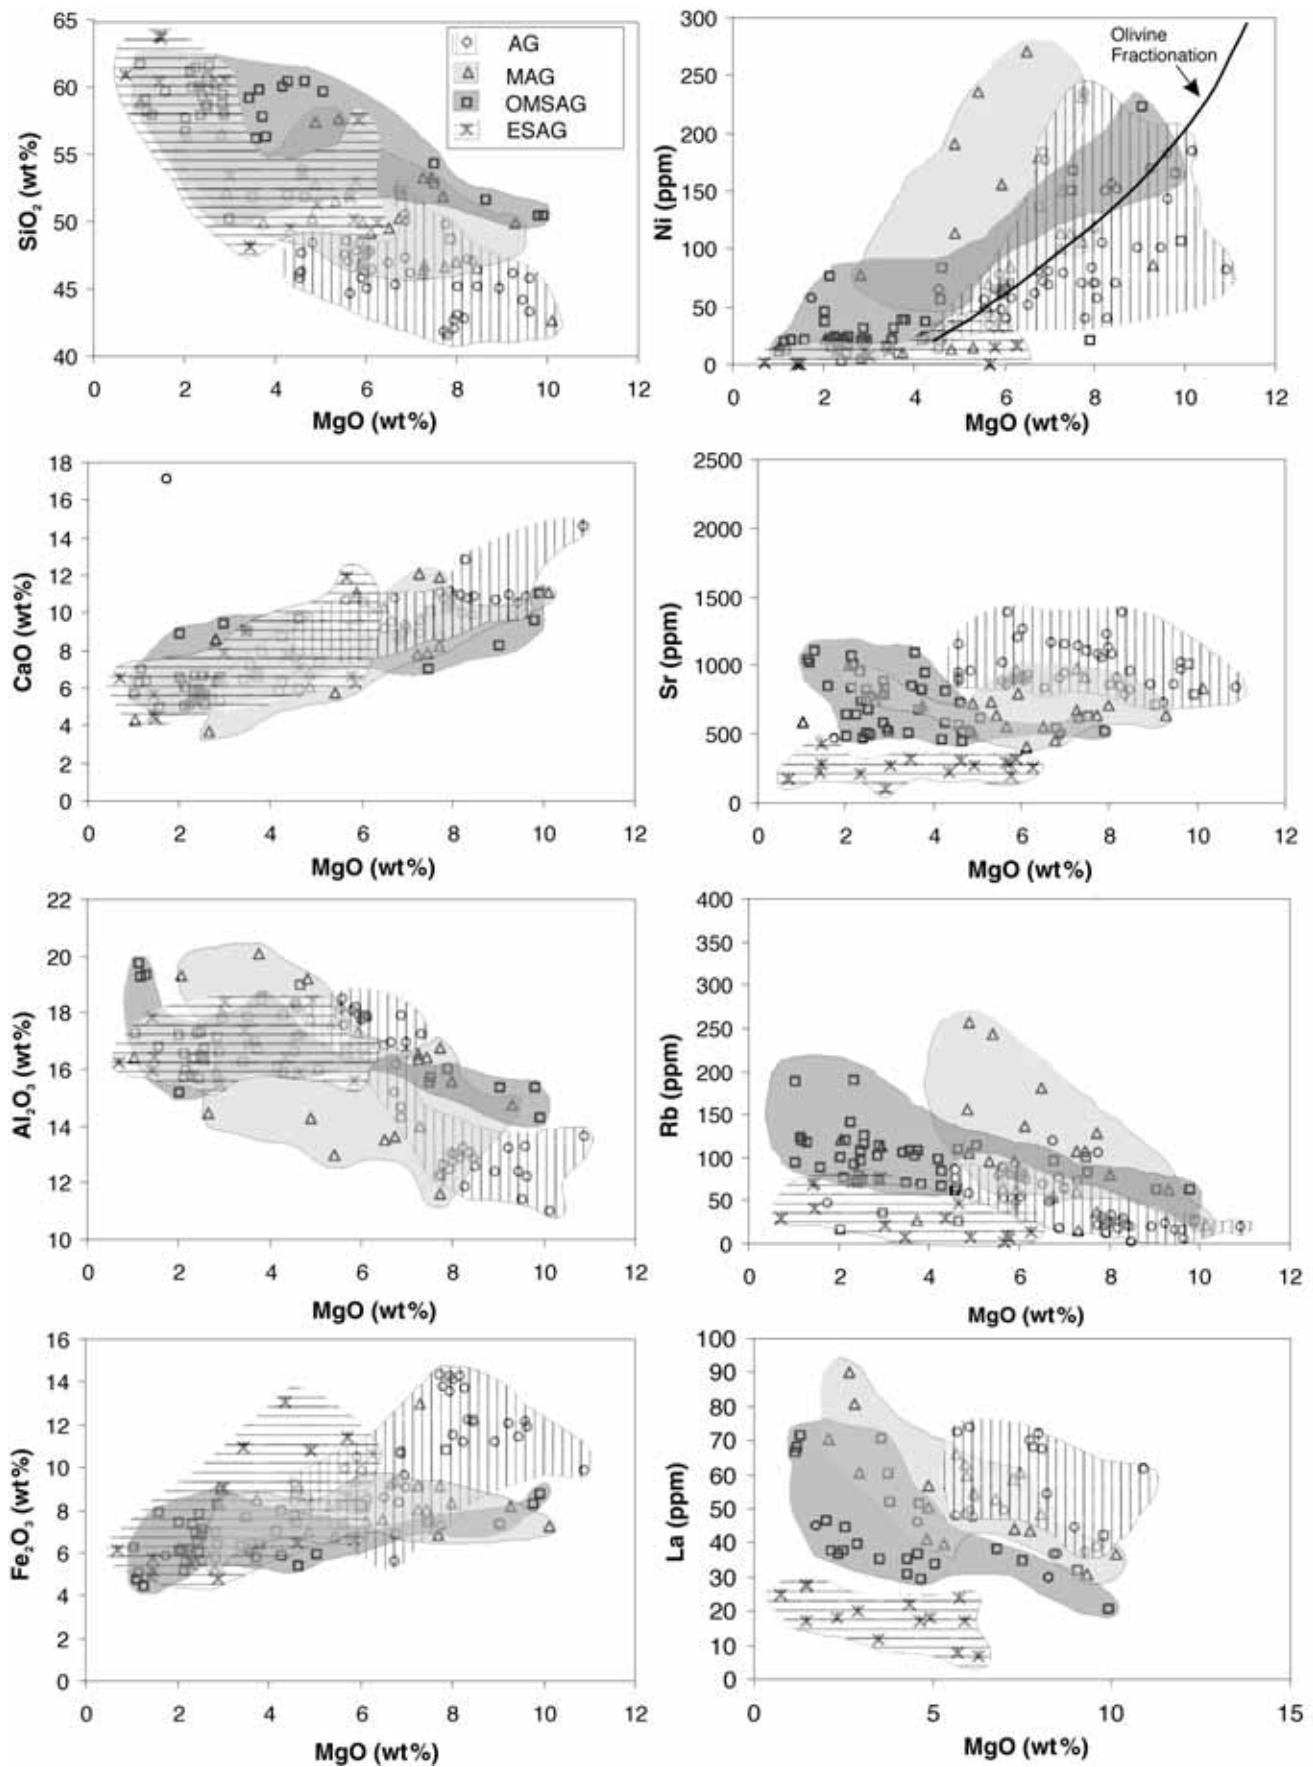 65
60
55
50
45
40
SiO2 (wt%)
0 2 4 6 8 10 12
MgO (wt%)
AG
MAG
OMSAG
ESAG
300
250
200
150
100
50
0
Ni (ppm)
Olivine
Fractionation
0 2 4 6 8 10 12
MgO (wt%)
18
16
14
12
10
8
6
4
2
0
CaO (wt%)
0 2 4 6 8 10 12
MgO (wt%)
2500
2000
1500
1000
500
0
Sr (ppm)
0 2 4 6 8 10 12
MgO (wt%)
22
20
18
16
14
12
10
Al2O3 (wt%)
0 2 4 6 8 10 12
MgO (wt%)
400
350
300
250
200
150
100
50
0
Rb (ppm)
0 2 4 6 8 10 12
MgO (wt%)
16
14
12
10
8
6
4
2
0
Fe2O3 (wt%)
0 2 4 6 8 10 12
MgO (wt%)
100
90
80
70
60
50
40
30
20
10
0
La (ppm)
0 5 10 15
MgO (wt%)